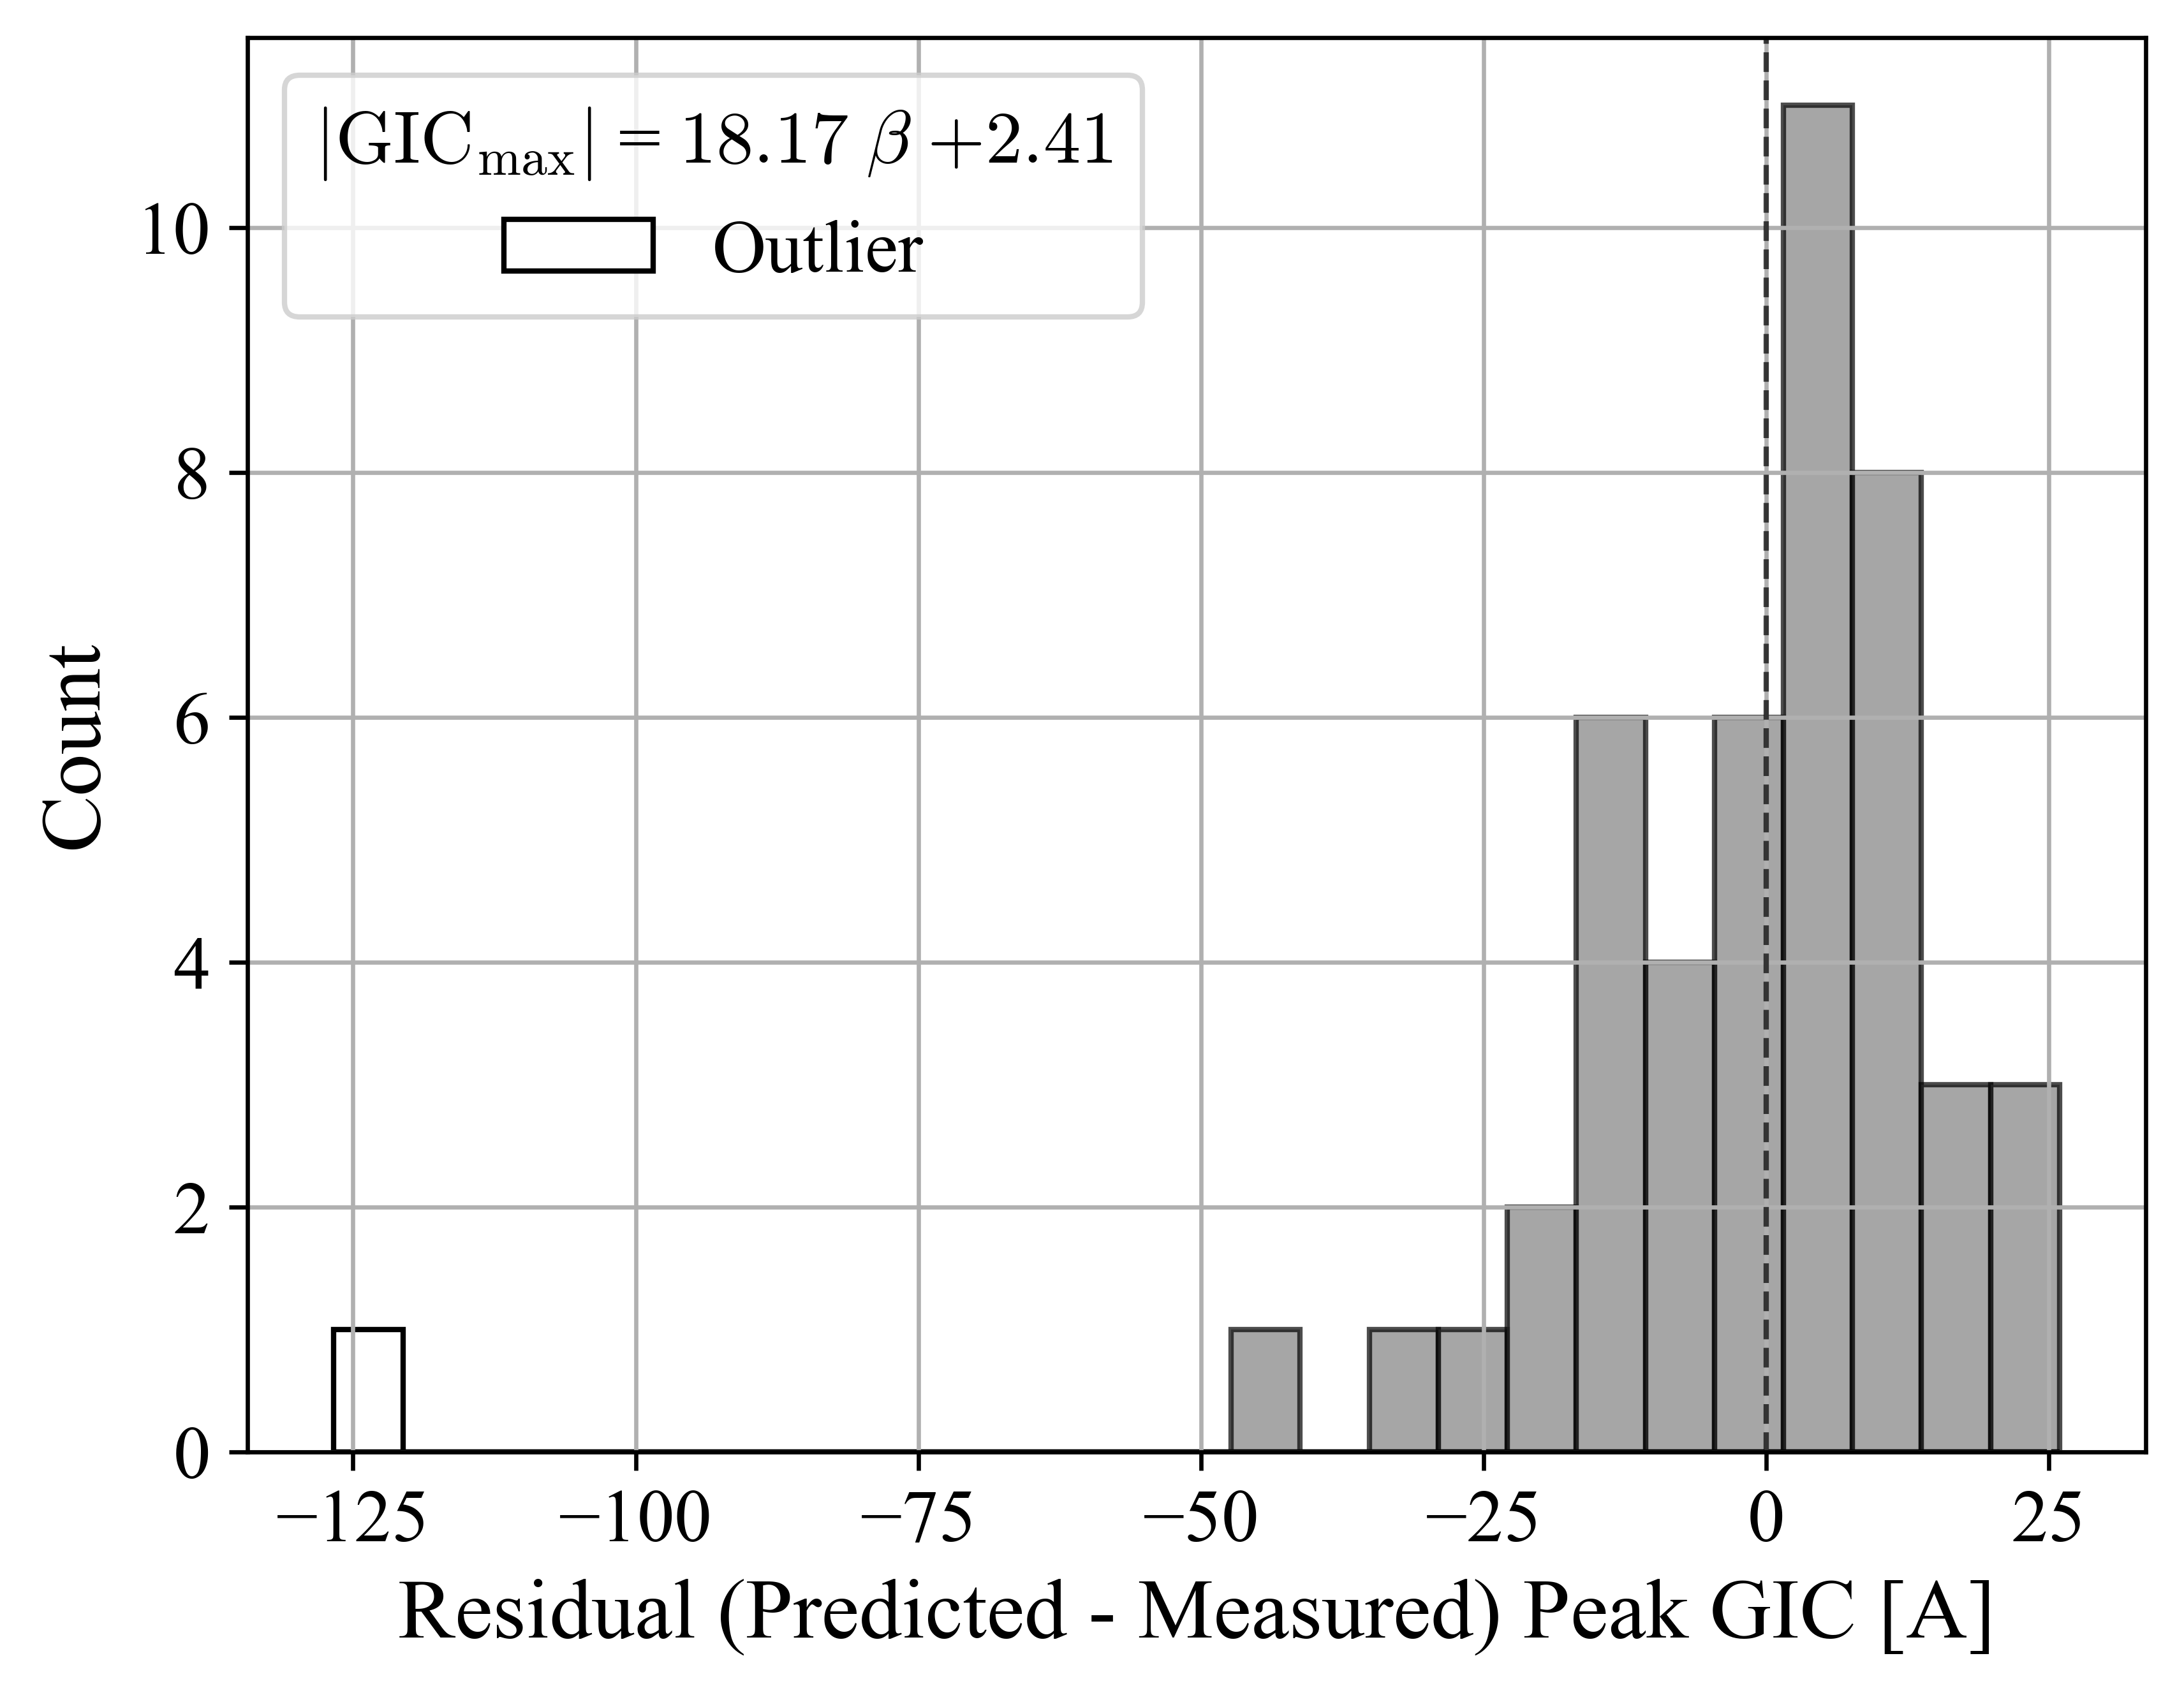 |GICmax| = 18.17 β +2.41
Outlier
Count
10
8
6
4
2
0
−125 −100 −75 −50 −25 0 25
Residual (Predicted - Measured) Peak GIC [A]